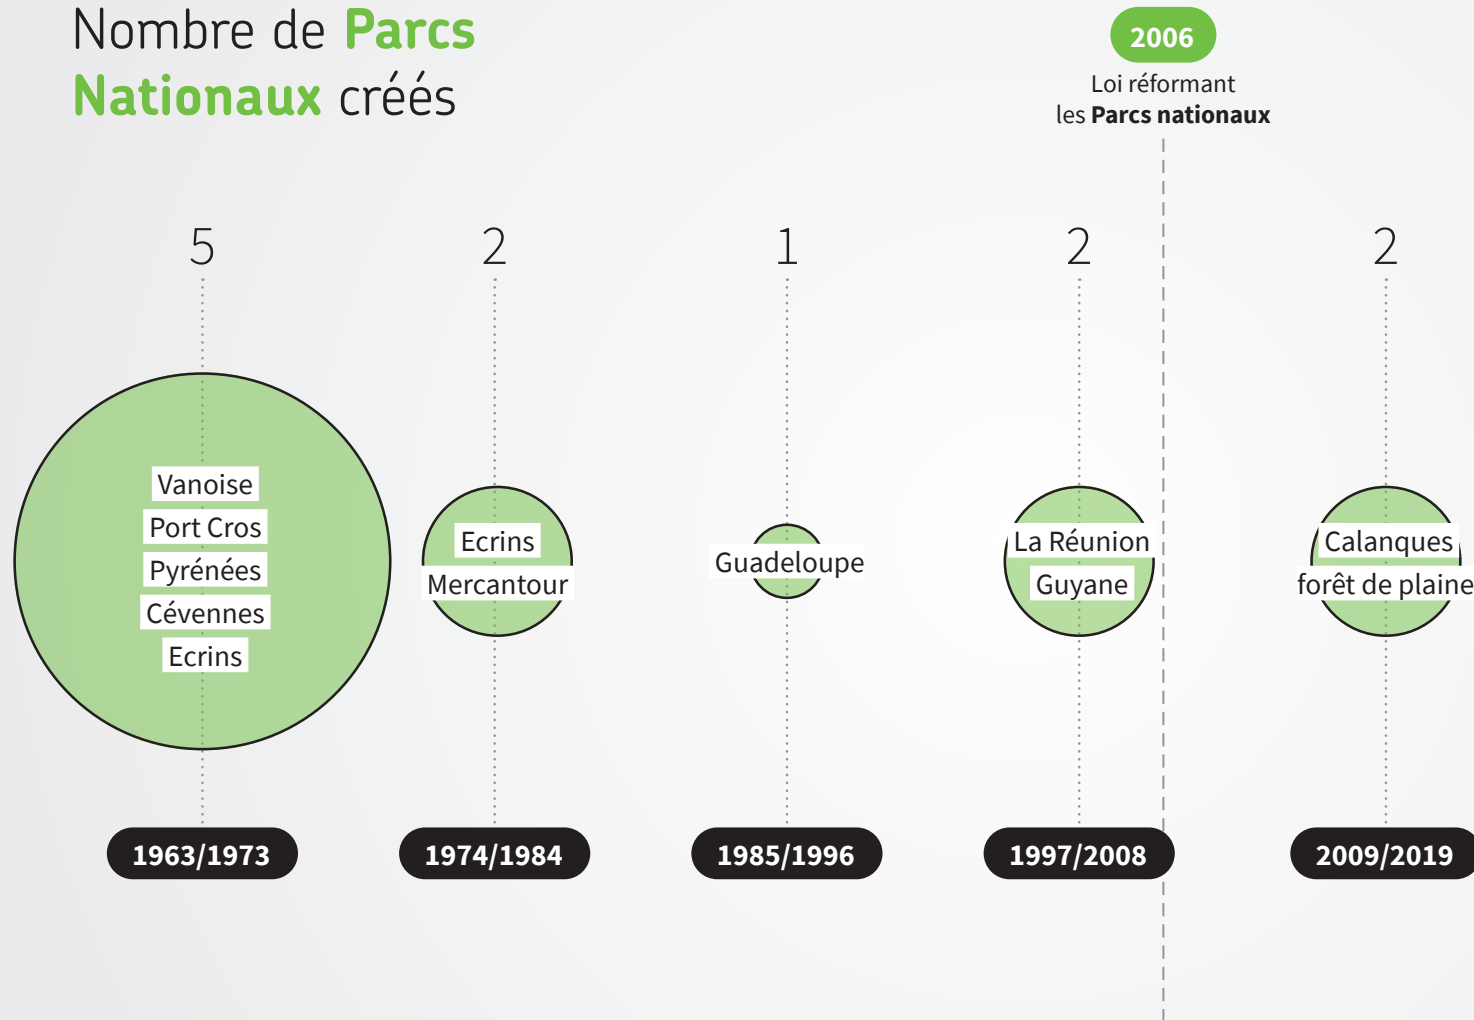 Nombre de Parcs
Nationaux créés
2006
Loi réformant
les Parcs nationaux
5
2
1
2
2
Vanoise
Port Cros
Pyrénées
Cévennes
Ecrins
Ecrins
Mercantour
Guadeloupe
La Réunion
Guyane
Calanques
forêt de plaine
1963/1973
1974/1984
1985/1996
1997/2008
2009/2019